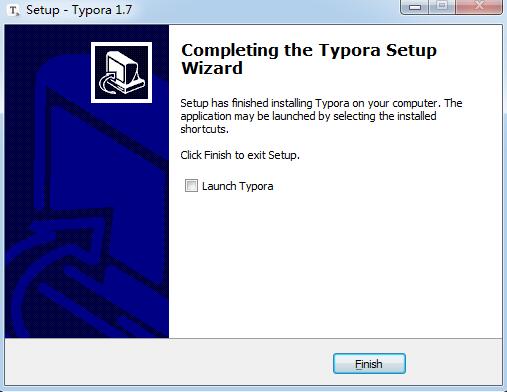 Setup - Typora 1.7
Completing the Typora Setup
Wizard
Setup has finished installing Typora on your computer. The
application may be launched by selecting the installed
shortcuts.
Click Finish to exit Setup.
Launch Typora
Finish